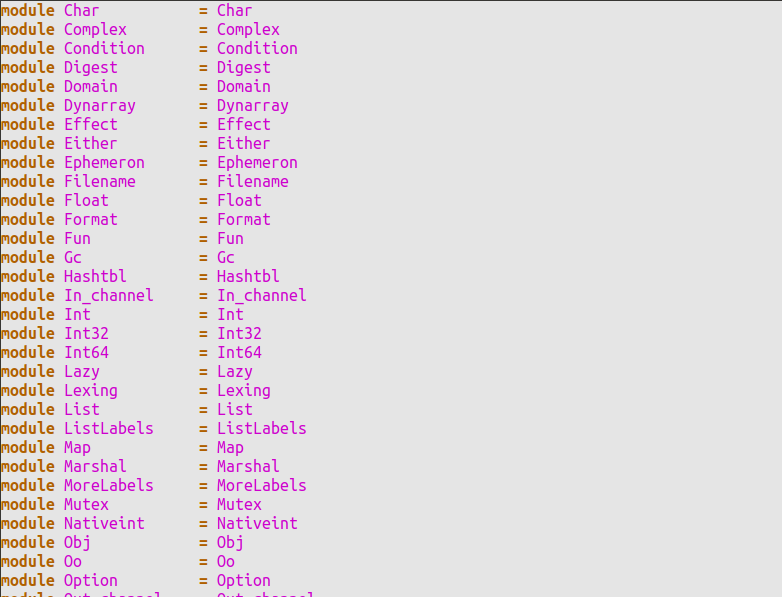 module Char           = Char
module Complex        = Complex
module Condition      = Condition
module Digest         = Digest
module Domain         = Domain
module Dynarray       = Dynarray
module Effect         = Effect
module Either         = Either
module Ephemeron      = Ephemeron
module Filename       = Filename
module Float          = Float
module Format         = Format
module Fun            = Fun
module Gc             = Gc
module Hashtbl        = Hashtbl
module In_channel     = In_channel
module Int            = Int
module Int32          = Int32
module Int64          = Int64
module Lazy           = Lazy
module Lexing         = Lexing
module List           = List
module ListLabels     = ListLabels
module Map            = Map
module Marshal        = Marshal
module MoreLabels     = MoreLabels
module Mutex          = Mutex
module Nativeint      = Nativeint
module Obj            = Obj
module Oo             = Oo
module Option         = Option
module Out_channel    = Out_channel